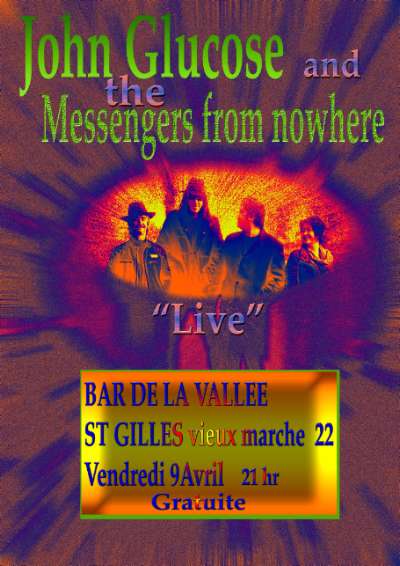 John Glucose and
the
Messengers from nowhere
"Live"
BAR DE LA VALLEE
ST GILLES vieux marche 22
Vendredi 9Avril 21 hr
Gratuite